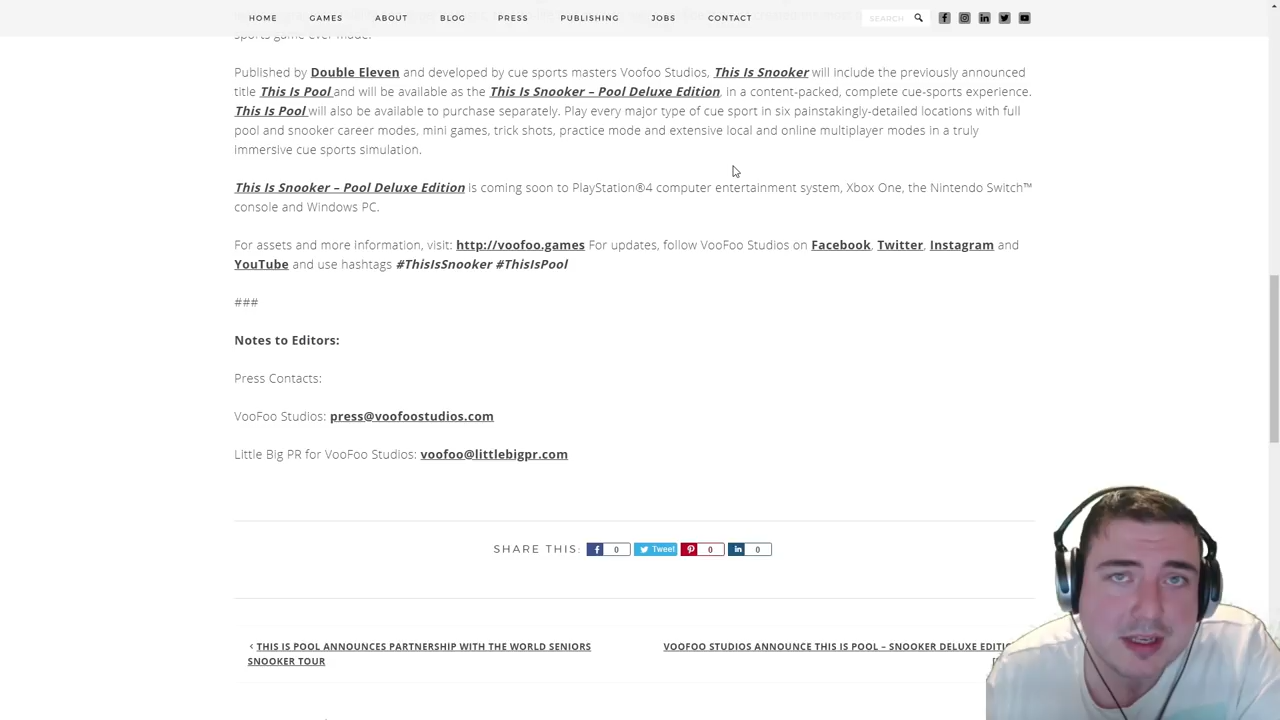 HOME GAMES ABOUT BLOG PRESS PUBLISHING JOBS CONTACT SEARCH
sports game ever made.
Published by Double Eleven and developed by cue sports masters Voofoo Studios, This Is Snooker will include the previously announced
title This Is Pool and will be available as the This Is Snooker – Pool Deluxe Edition, in a content-packed, complete cue-sports experience.
This Is Pool will also be available to purchase separately. Play every major type of cue sport in six painstakingly-detailed locations with full
pool and snooker career modes, mini games, trick shots, practice mode and extensive local and online multiplayer modes in a truly
immersive cue sports simulation.
This Is Snooker – Pool Deluxe Edition is coming soon to PlayStation®4 computer entertainment system, Xbox One, the Nintendo Switch™
console and Windows PC.
For assets and more information, visit: http://voofoo.games For updates, follow VooFoo Studios on Facebook, Twitter, Instagram and
YouTube and use hashtags #ThisIsSnooker #ThisIsPool
###
Notes to Editors:
Press Contacts:
VooFoo Studios: press@voofoostudios.com
Little Big PR for VooFoo Studios: voofoo@littlebigpr.com
SHARE THIS: f 0 Tweet 0 in 0
‹ THIS IS POOL ANNOUNCES PARTNERSHIP WITH THE WORLD SENIORS
SNOOKER TOUR
VOOFOO STUDIOS ANNOUNCE THIS IS POOL – SNOOKER DELUXE